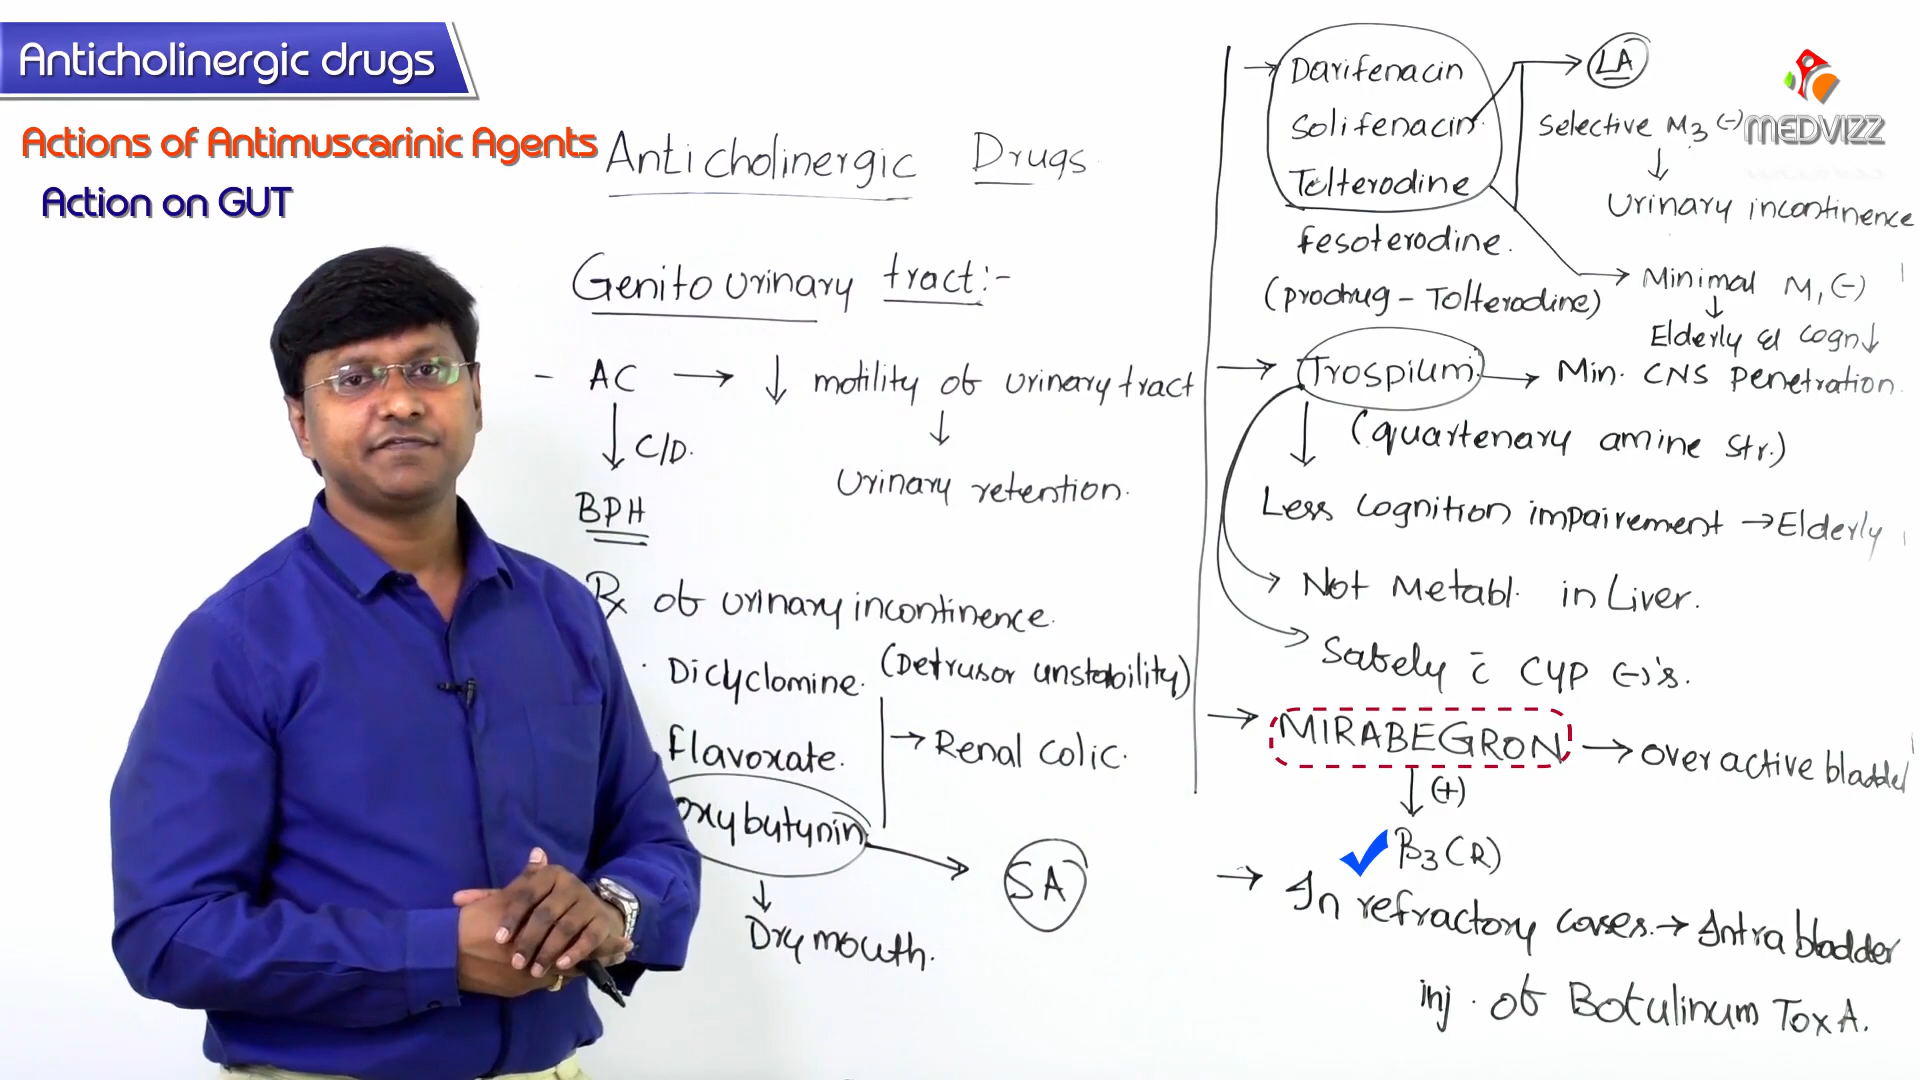 Anticholinergic drugs
Actions of Antimuscarinic Agents
Action on GUT
Anticholinergic Drugs
Genitourinary tract:-
- AC → ↓ motility of urinary tract
↓ C/D. ↓
BPH Urinary retention.
Rx of urinary incontinence.
· Dicyclomine. (Detrusor unstability)
flavoxate. → Renal colic.
oxybutynin → SA
↓
Dry mouth.
→ Darifenacin → LA
Solifenacin Selective M3 (-)
↓
Tolterodine Urinary incontinence
fesoterodine.
(prodrug - Tolterodine) → Minimal M1 (-)
↓
Elderly & cogn↓
→ Trospium → Min. CNS penetration.
↓ (quartenary amine str.)
Less cognition impairement → Elderly
→ Not Metabl. in Liver.
→ Safely c̄ CYP (-)'s.
→ MIRABEGRON → over active bladder
↓ (+)
β3 (R)
→ In refractory cases. → Intra bladder
inj. of Botulinum Tox A.
MEDVIZZ